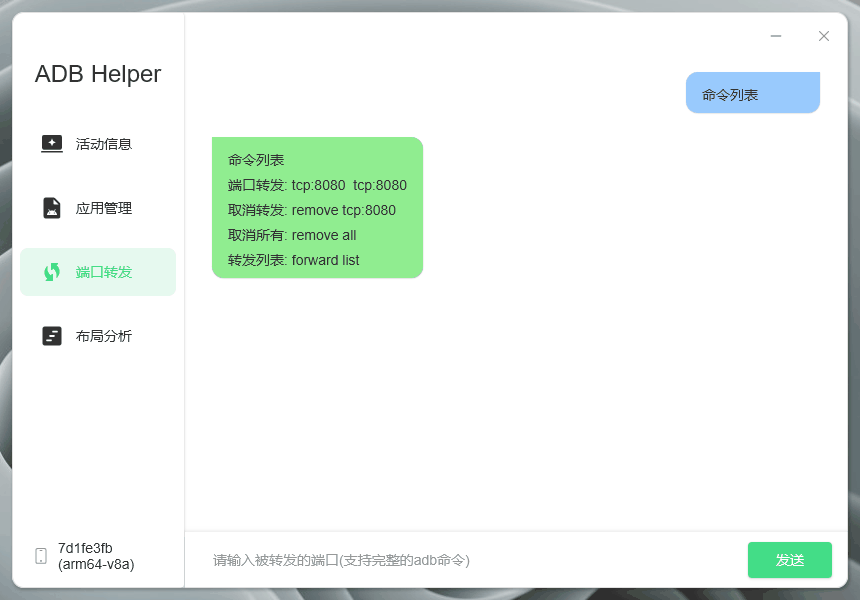 ADB Helper
活动信息
应用管理
端口转发
布局分析
7d1fe3fb
(arm64-v8a)
命令列表
命令列表
端口转发: tcp:8080  tcp:8080
取消转发: remove tcp:8080
取消所有: remove all
转发列表: forward list
请输入被转发的端口(支持完整的adb命令)
发送